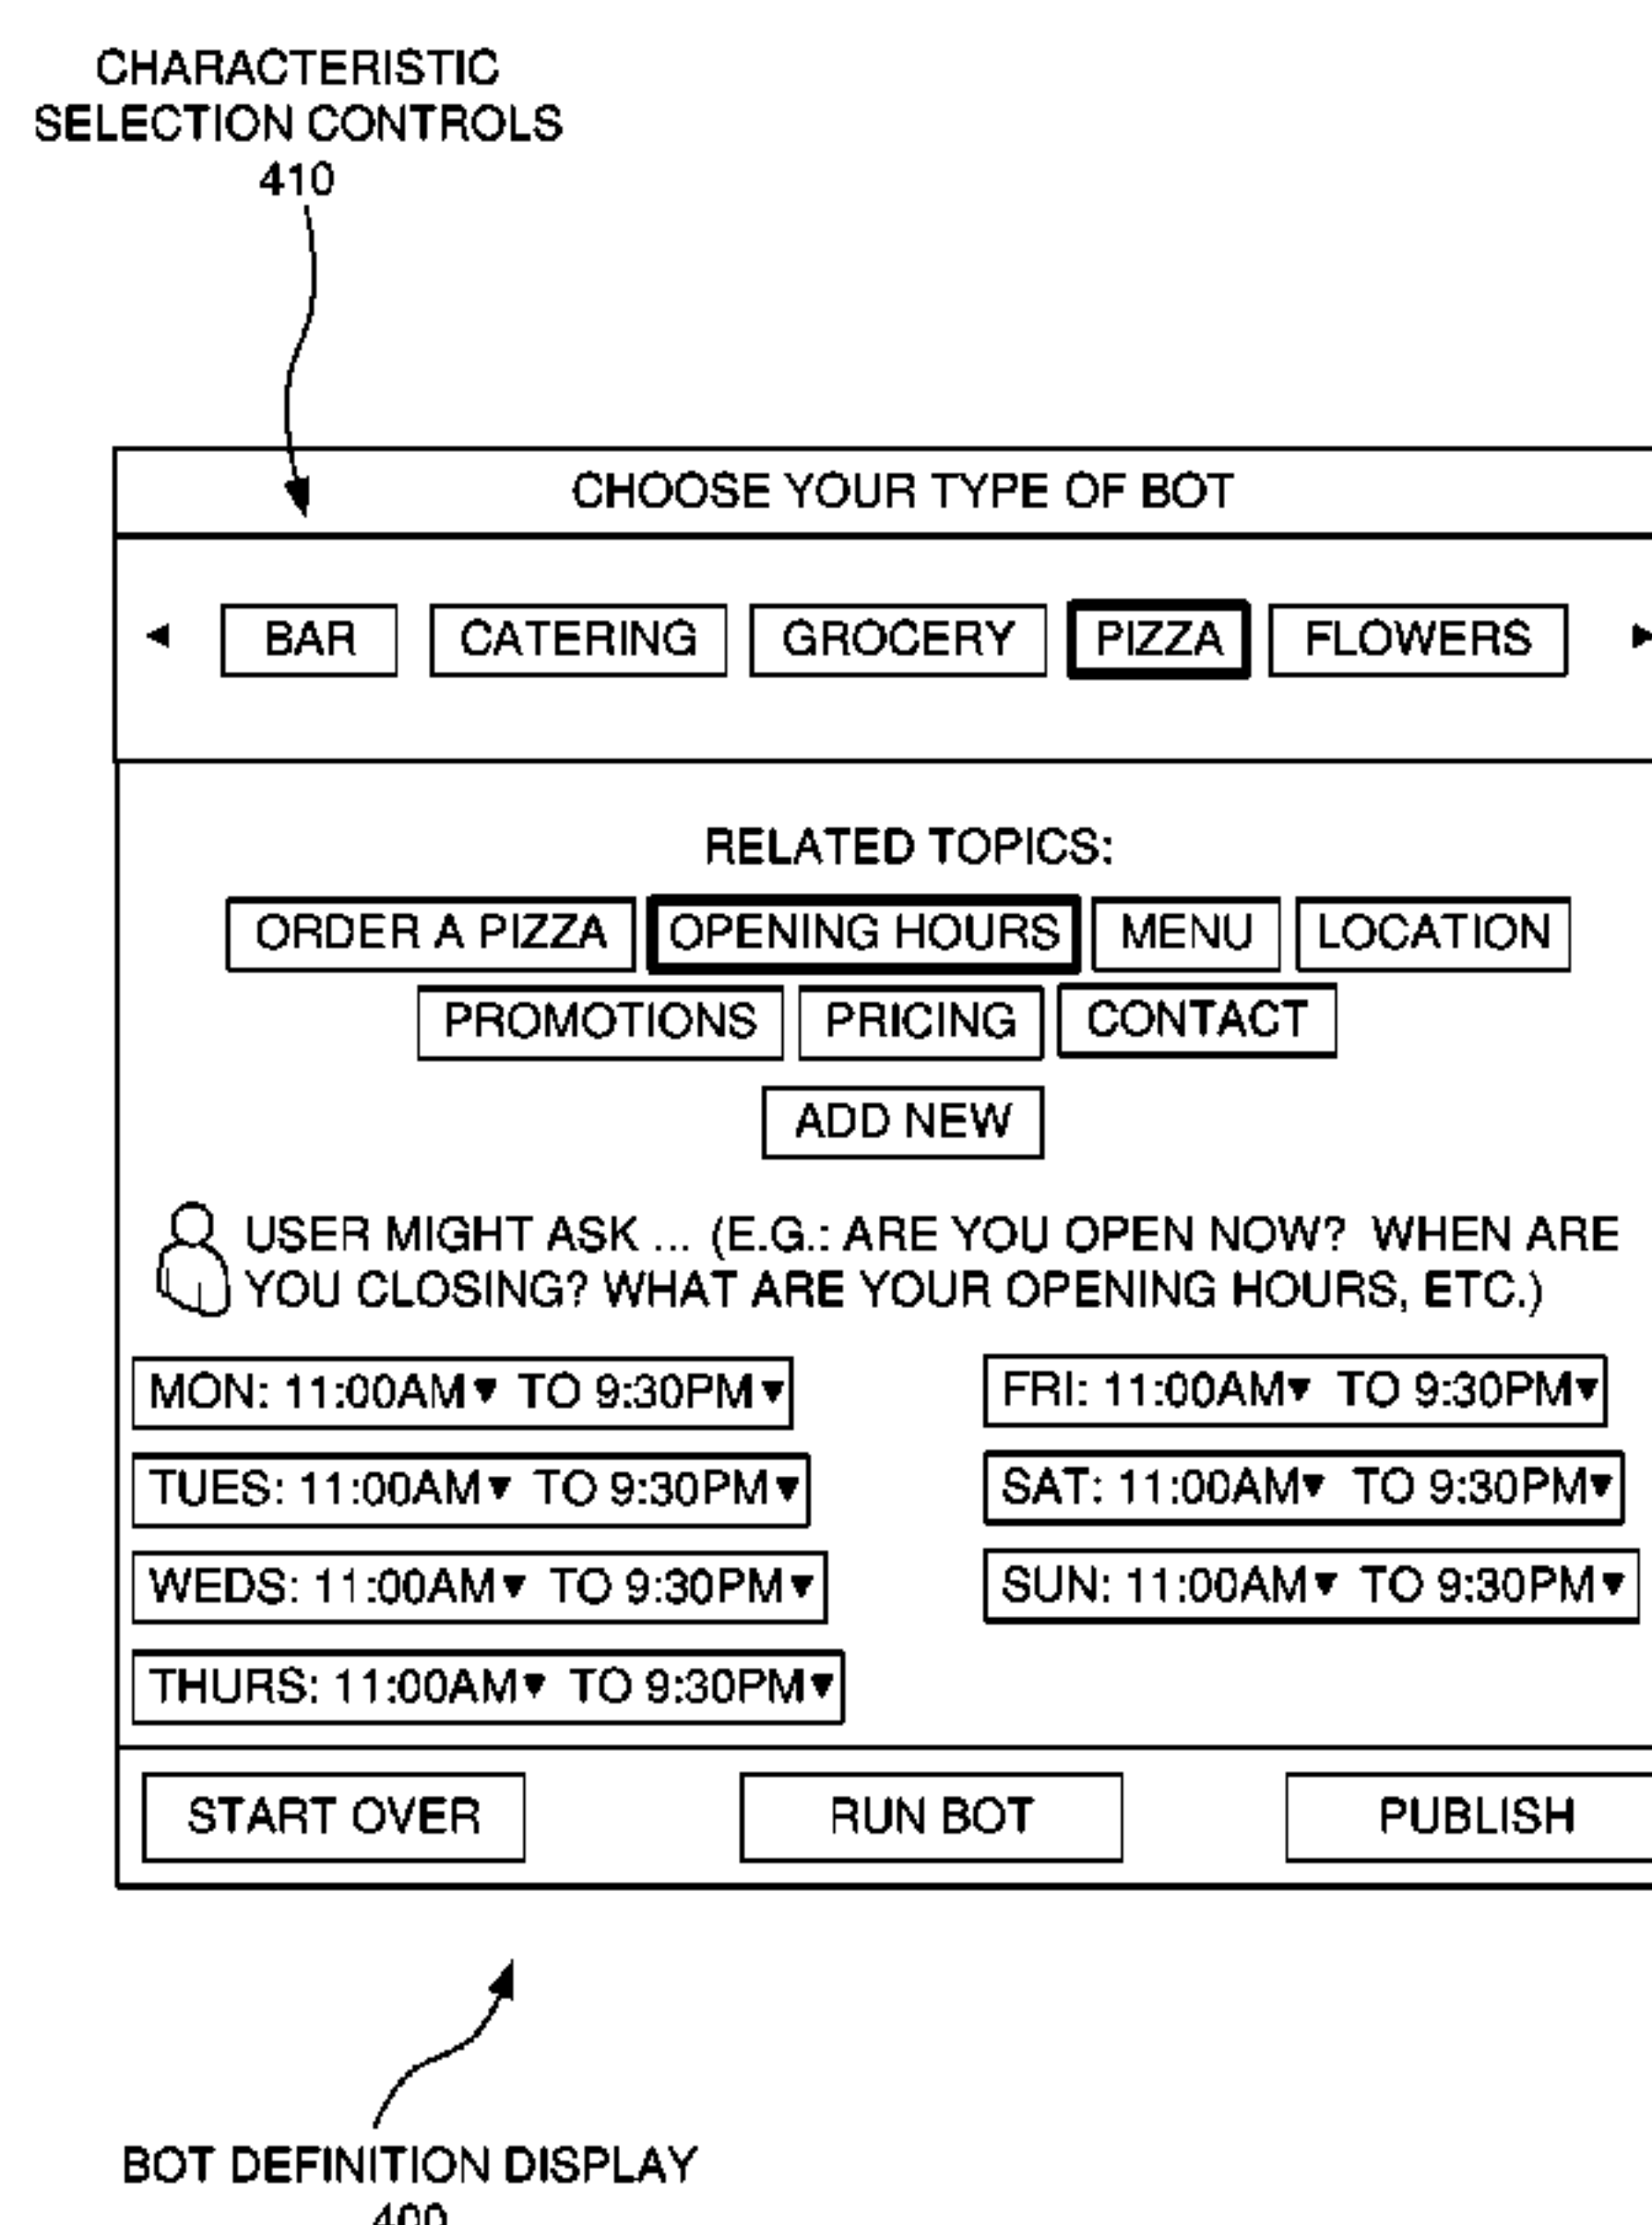 CHARACTERISTIC
SELECTION CONTROLS
410
CHOOSE YOUR TYPE OF BOT
BAR CATERING GROCERY PIZZA FLOWERS
RELATED TOPICS:
ORDER A PIZZA OPENING HOURS MENU LOCATION
PROMOTIONS PRICING CONTACT
ADD NEW
USER MIGHT ASK ... (E.G.: ARE YOU OPEN NOW? WHEN ARE
YOU CLOSING? WHAT ARE YOUR OPENING HOURS, ETC.)
MON: 11:00AM▼ TO 9:30PM▼ FRI: 11:00AM▼ TO 9:30PM▼
TUES: 11:00AM▼ TO 9:30PM▼ SAT: 11:00AM▼ TO 9:30PM▼
WEDS: 11:00AM▼ TO 9:30PM▼ SUN: 11:00AM▼ TO 9:30PM▼
THURS: 11:00AM▼ TO 9:30PM▼
START OVER RUN BOT PUBLISH
BOT DEFINITION DISPLAY
400